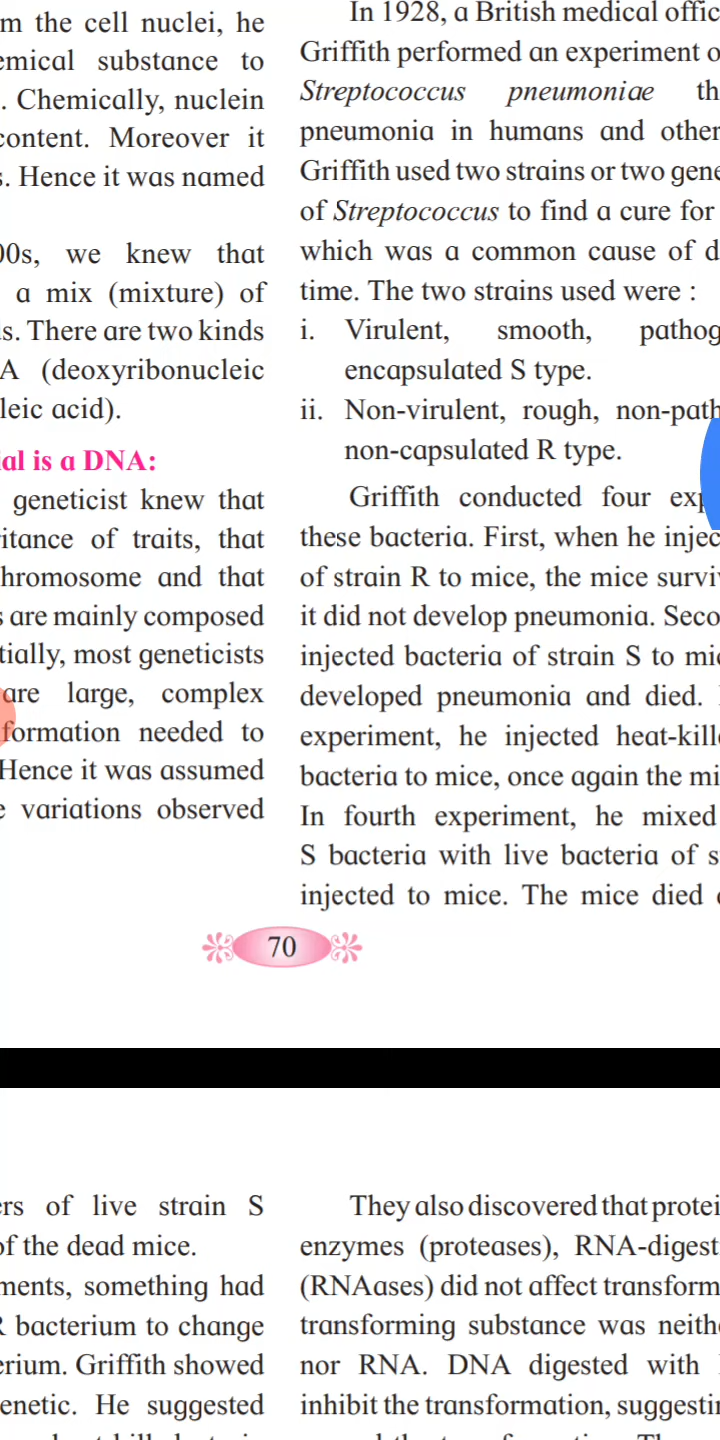 m the cell nuclei, he
emical substance to
. Chemically, nuclein
content. Moreover it
s. Hence it was named
00s, we knew that
a mix (mixture) of
s. There are two kinds
A (deoxyribonucleic
leic acid).
ial is a DNA:
geneticist knew that
itance of traits, that
hromosome and that
s are mainly composed
tially, most geneticists
are large, complex
formation needed to
Hence it was assumed
e variations observed
In 1928, a British medical offic
Griffith performed an experiment o
Streptococcus pneumoniae th
pneumonia in humans and other
Griffith used two strains or two gene
of Streptococcus to find a cure for
which was a common cause of d
time. The two strains used were :
i. Virulent, smooth, pathog
encapsulated S type.
ii. Non-virulent, rough, non-path
non-capsulated R type.
Griffith conducted four exp
these bacteria. First, when he injec
of strain R to mice, the mice surviv
it did not develop pneumonia. Seco
injected bacteria of strain S to mic
developed pneumonia and died.
experiment, he injected heat-kille
bacteria to mice, once again the mi
In fourth experiment, he mixed
S bacteria with live bacteria of s
injected to mice. The mice died
70
ers of live strain S
of the dead mice.
ments, something had
R bacterium to change
erium. Griffith showed
enetic. He suggested
They also discovered that protei
enzymes (proteases), RNA-digest
(RNAases) did not affect transform
transforming substance was neithe
nor RNA. DNA digested with
inhibit the transformation, suggestin